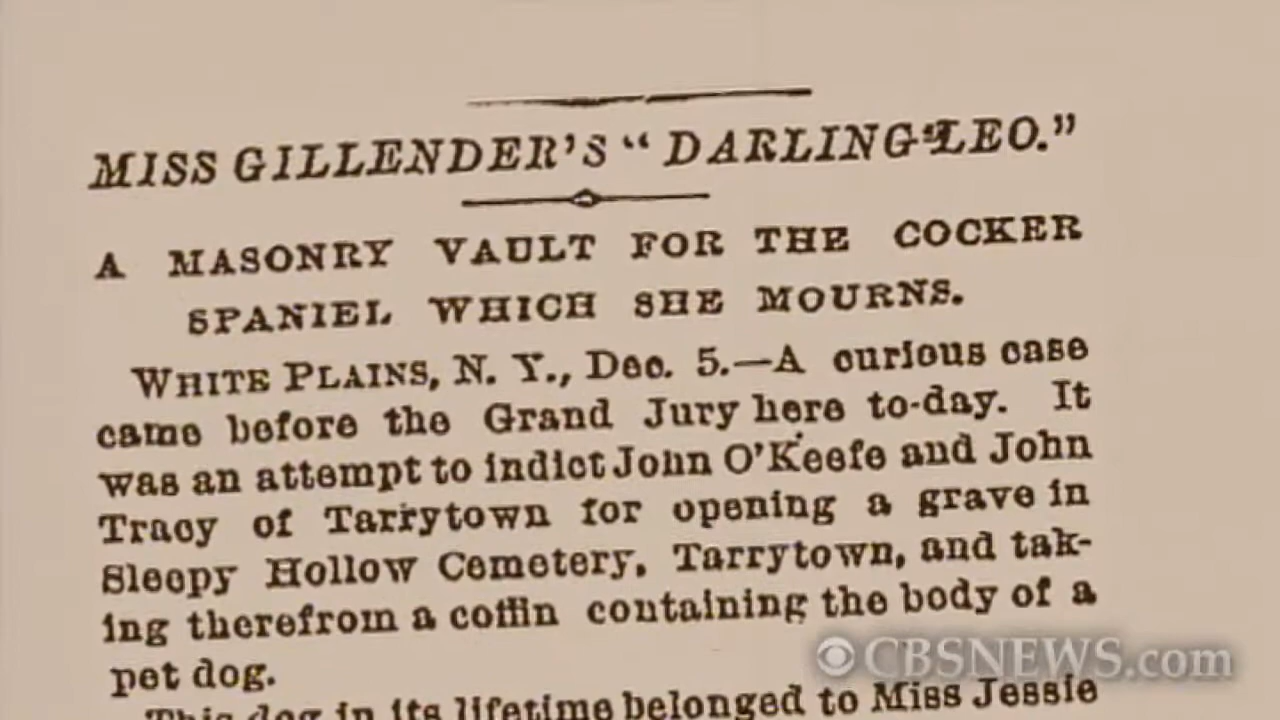 MISS GILLENDER'S "DARLING LEO."
A MASONRY VAULT FOR THE COCKER
SPANIEL WHICH SHE MOURNS.
WHITE PLAINS, N. Y., Dec. 5.—A curious case
came before the Grand Jury here to-day. It
was an attempt to indict John O'Keefe and John
Tracy of Tarrytown for opening a grave in
Sleepy Hollow Cemetery, Tarrytown, and tak-
ing therefrom a coffin containing the body of a
pet dog.
This dog in its lifetime belonged to Miss Jessie
CBSNEWS.com